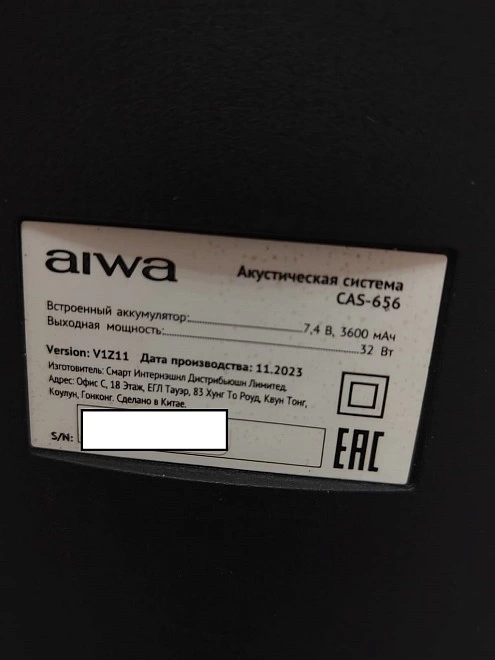 aiwa
Акустическая система
CAS-656
Встроенный аккумулятор: 7,4 В, 3600 мАч
Выходная мощность: 32 Вт
Version: V1Z11 Дата производства: 11.2023
Изготовитель: Смарт Интернэшнл Дистрибьюшн Лимитед.
Адрес: Офис С, 18 Этаж, ЕГЛ Тауэр, 83 Хунг То Роуд, Квун Тонг,
Коулун, Гонконг. Сделано в Китае.
S/N:
EAC